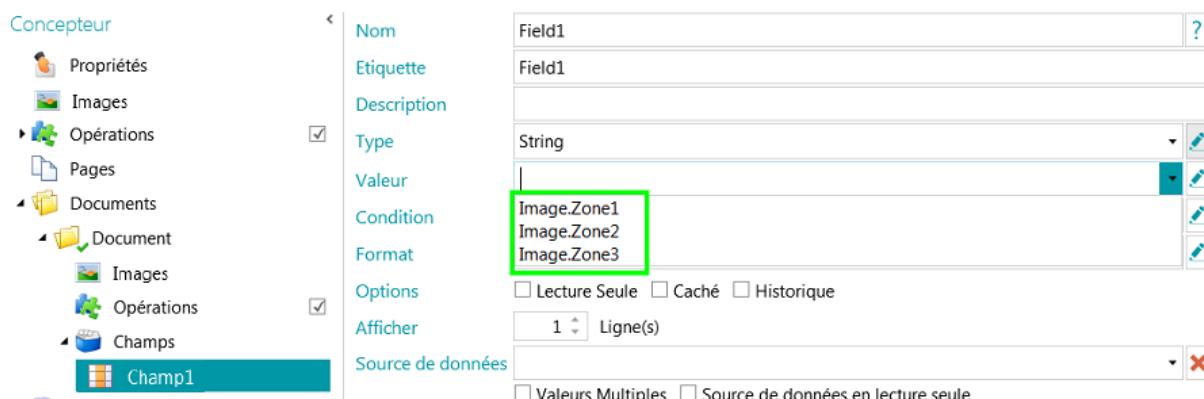 Concepteur
Propriétés
Images
Opérations
Pages
Documents
Document
Images
Opérations
Champs
Champ1
Nom Field1 ?
Etiquette Field1
Description
Type String
Valeur
Image.Zone1
Condition
Image.Zone2
Format Image.Zone3
Options Lecture Seule Caché Historique
Afficher 1 Ligne(s)
Source de données
Valeurs Multiples Source de données en lecture seule